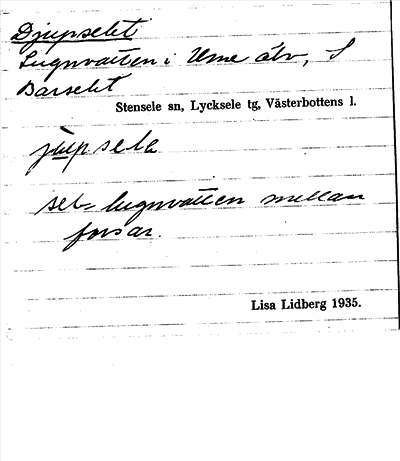 Djupselet
Lugnvatten i Ume älv, S
Barselet
Stensele sn, Lycksele tg, Västerbottens l.
jupsele
sel = lugnvatten mellan
forsar.
Lisa Lidberg 1935.